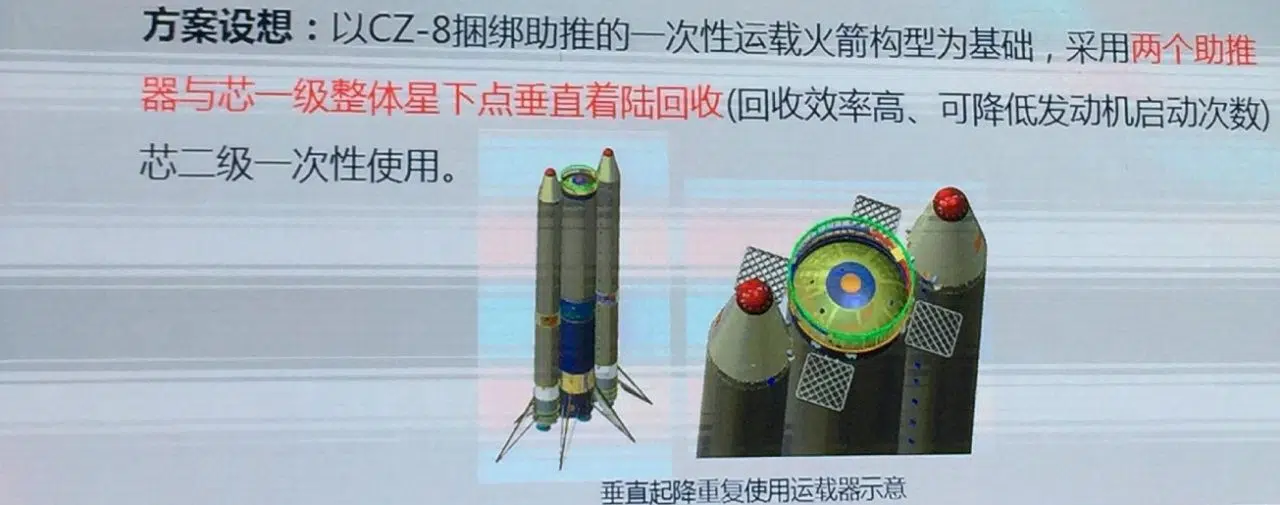 方案设想：以CZ-8捆绑助推的一次性运载火箭构型为基础，采用两个助推
器与芯一级整体星下点垂直着陆回收(回收效率高、可降低发动机启动次数)
芯二级一次性使用。
垂直起降重复使用运载器示意